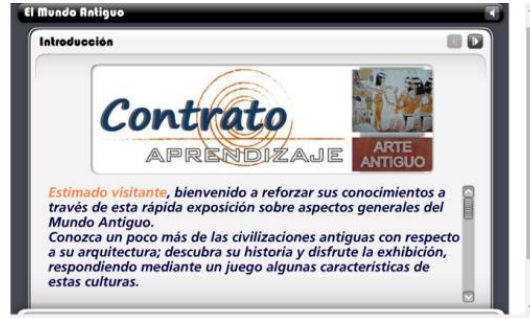 El Mundo Antiguo
Introducción
Contrato
APRENDIZAJE
ARTE
ANTIGUO
Estimado visitante, bienvenido a reforzar sus conocimientos a
través de esta rápida exposición sobre aspectos generales del
Mundo Antiguo.
Conozca un poco más de las civilizaciones antiguas con respecto
a su arquitectura; descubra su historia y disfrute la exhibición,
respondiendo mediante un juego algunas características de
estas culturas.